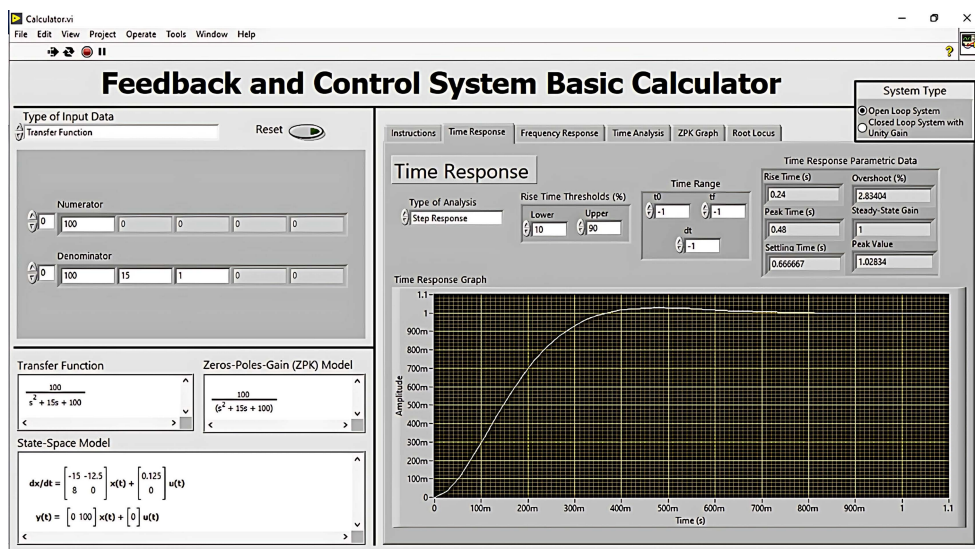 Calculator.vi
File Edit View Project Operate Tools Window Help
Feedback and Control System Basic Calculator
System Type
Open Loop System
Closed Loop System with
Unity Gain
Type of Input Data
Transfer Function
Reset
Numerator
0 100 0 0 0 0
Denominator
0 100 15 1 0 0
Transfer Function
100
s² + 15s + 100
Zeros-Poles-Gain (ZPK) Model
100
(s² + 15s + 100)
State-Space Model
dx/dt = [-15 -12.5 8 0] x(t) + [0.125 0] u(t)
y(t) = [0 100] x(t) + [0] u(t)
Instructions Time Response Frequency Response Time Analysis ZPK Graph Root Locus
Time Response
Type of Analysis
Step Response
Rise Time Thresholds (%)
Lower Upper
10 90
Time Range
t0 tf
-1 -1
dt
-1
Time Response Parametric Data
Rise Time (s) Overshoot (%)
0.24 2.83404
Peak Time (s) Steady-State Gain
0.48 1
Settling Time (s) Peak Value
0.666667 1.02834
Time Response Graph
Amplitude
1.1
1
900m
800m
700m
600m
500m
400m
300m
200m
100m
0
0 100m 200m 300m 400m 500m 600m 700m 800m 900m 1 1.1
Time (s)